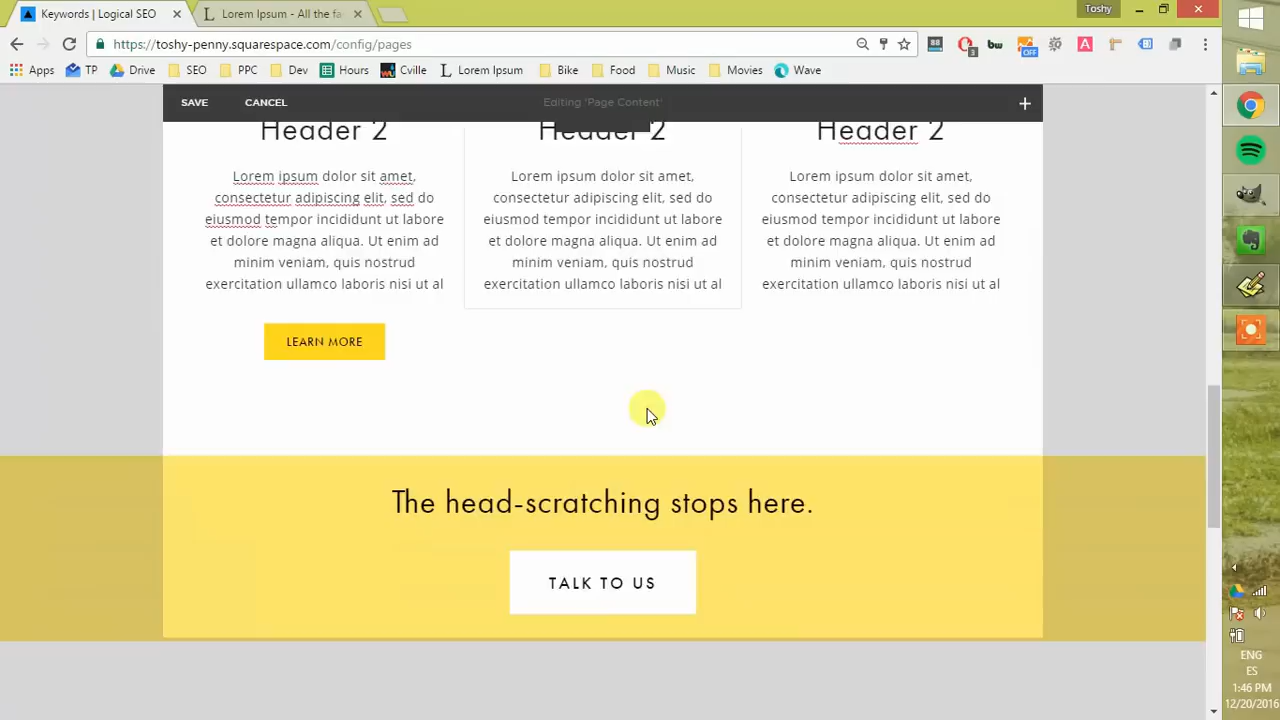 Keywords | Logical SEO
Lorem Ipsum - All the fa
Toshy
https://toshy-penny.squarespace.com/config/pages
Apps TP Drive SEO PPC Dev Hours Cville Lorem Ipsum Bike Food Music Movies Wave
SAVE CANCEL Editing 'Page Content'
Header 2
Lorem ipsum dolor sit amet,
consectetur adipiscing elit, sed do
eiusmod tempor incididunt ut labore
et dolore magna aliqua. Ut enim ad
minim veniam, quis nostrud
exercitation ullamco laboris nisi ut al
LEARN MORE
Header 2
Lorem ipsum dolor sit amet,
consectetur adipiscing elit, sed do
eiusmod tempor incididunt ut labore
et dolore magna aliqua. Ut enim ad
minim veniam, quis nostrud
exercitation ullamco laboris nisi ut al
Header 2
Lorem ipsum dolor sit amet,
consectetur adipiscing elit, sed do
eiusmod tempor incididunt ut labore
et dolore magna aliqua. Ut enim ad
minim veniam, quis nostrud
exercitation ullamco laboris nisi ut al
The head-scratching stops here.
TALK TO US
ENG
ES
1:46 PM
12/20/2016